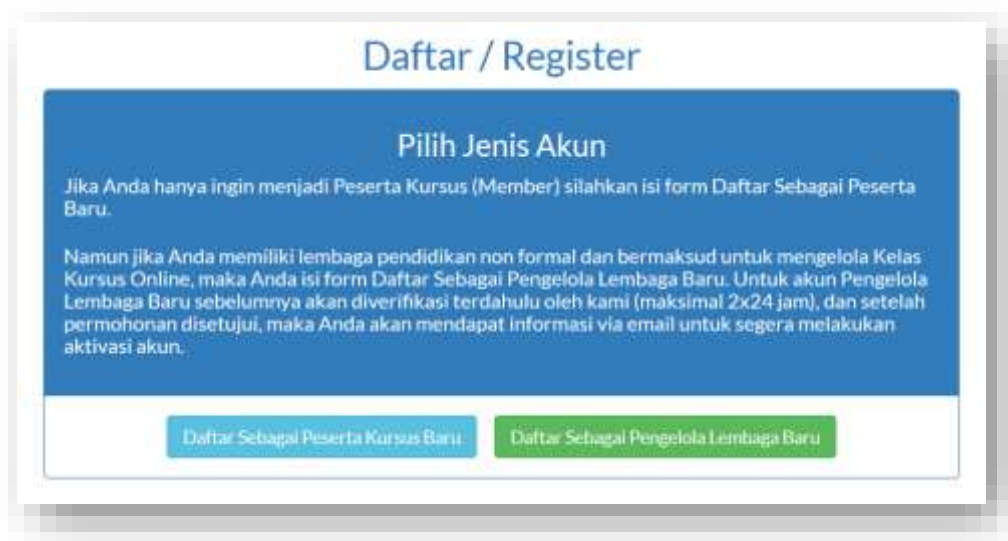 Daftar / Register
Pilih Jenis Akun
Jika Anda hanya ingin menjadi Peserta Kursus (Member) silahkan isi form Daftar Sebagai Peserta
Baru.
Namun jika Anda memiliki lembaga pendidikan non formal dan bermaksud untuk mengelola Kelas
Kursus Online, maka Anda isi form Daftar Sebagai Pengelola Lembaga Baru. Untuk akun Pengelola
Lembaga Baru sebelumnya akan diverifikasi terdahulu oleh kami (maksimal 2x24 jam), dan setelah
permohonan disetujui, maka Anda akan mendapat informasi via email untuk segera melakukan
aktivasi akun.
Daftar Sebagai Peserta Kursus Baru
Daftar Sebagai Pengelola Lembaga Baru